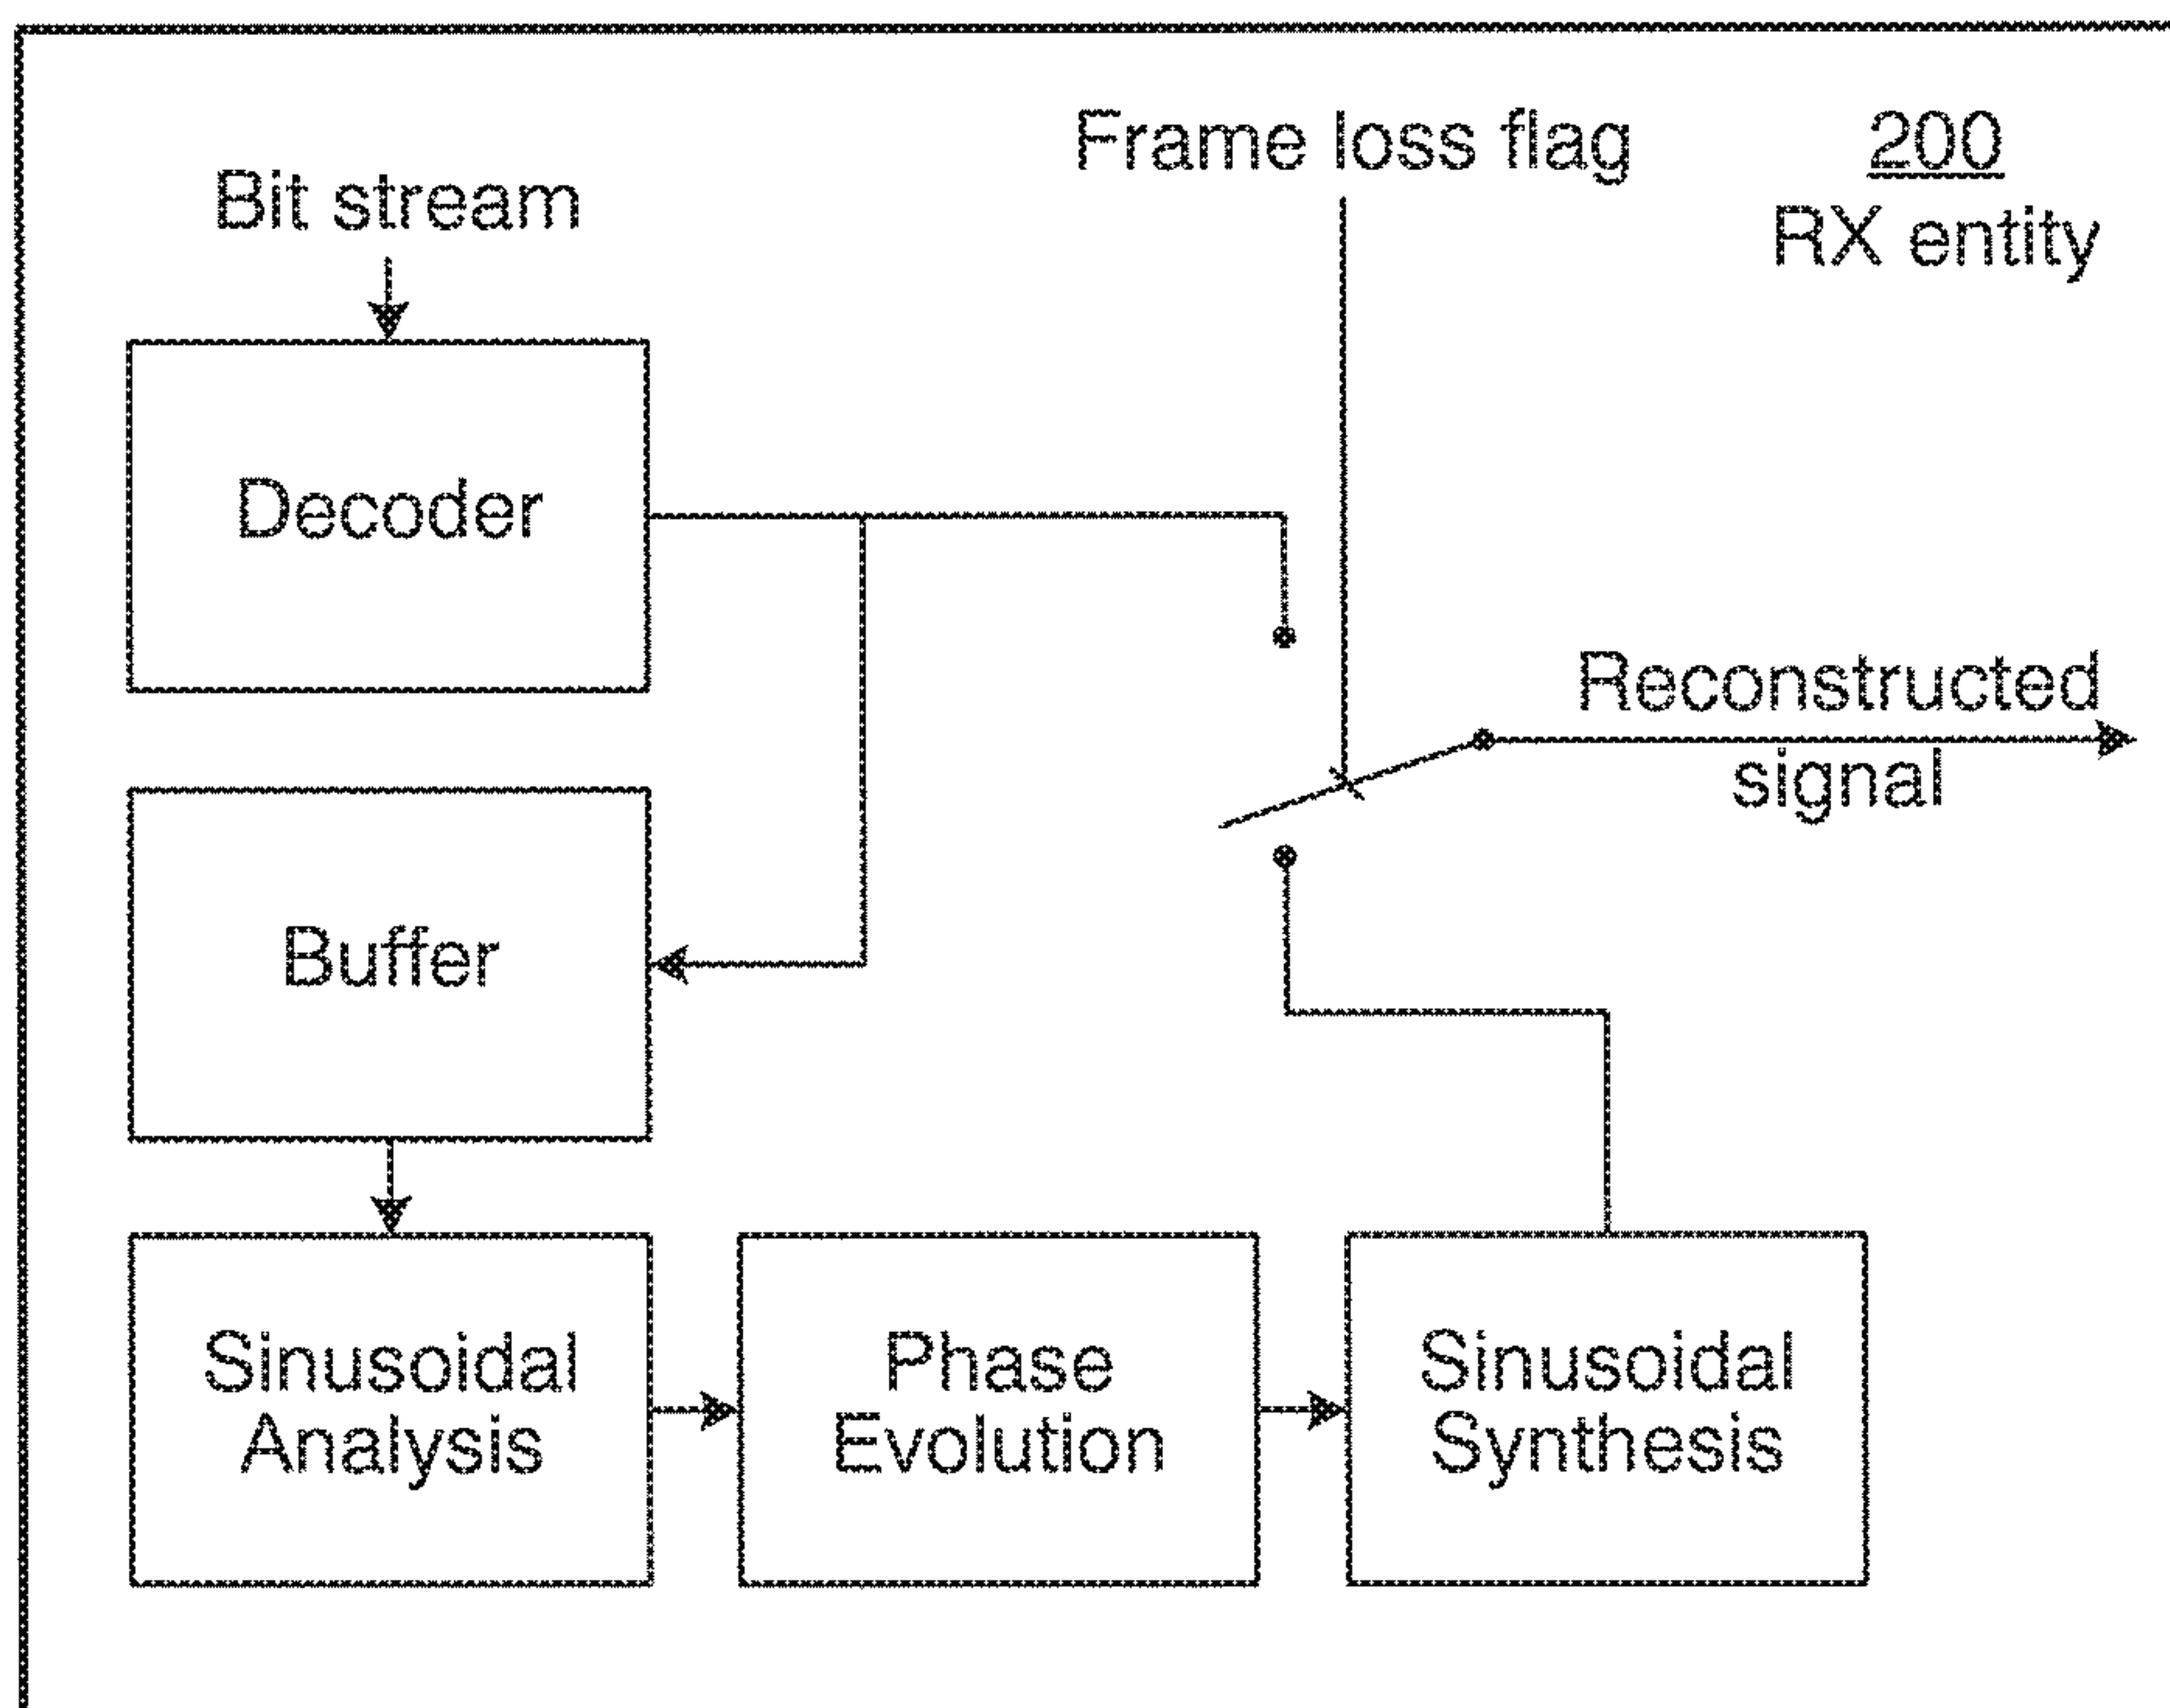 Frame loss flag
200
RX entity
Bit stream
Decoder
Reconstructed
signal
Buffer
Sinusoidal
Analysis
Phase
Evolution
Sinusoidal
Synthesis